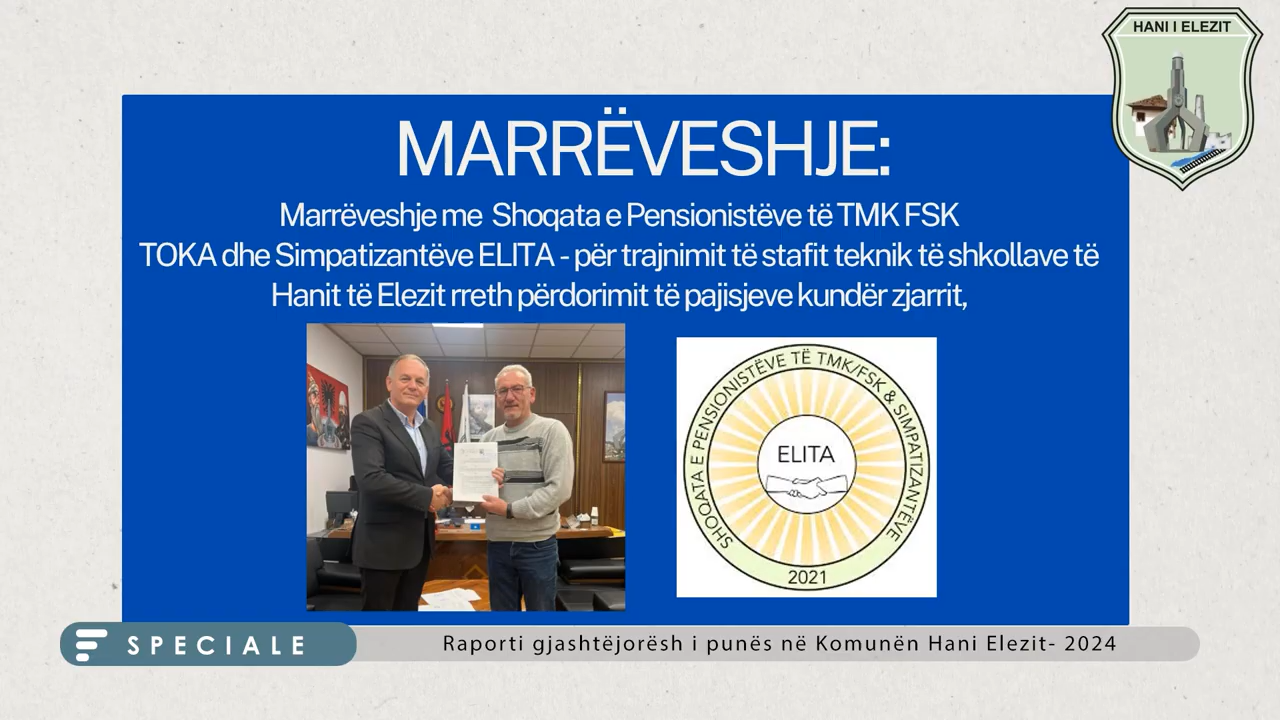 HANI I ELEZIT
MARRËVESHJE:
Marrëveshje me Shoqata e Pensionistëve të TMK FSK
TOKA dhe Simpatizantëve ELITA - për trajnimit të stafit teknik të shkollave të
Hanit të Elezit rreth përdorimit të pajisjeve kundër zjarrit,
SHOQATA E PENSIONISTËVE TË TMK/FSK & SIMPATIZANTËVE
ELITA
2021
SPECIALE
Raporti gjashtëjorësh i punës në Komunën Hani Elezit- 2024